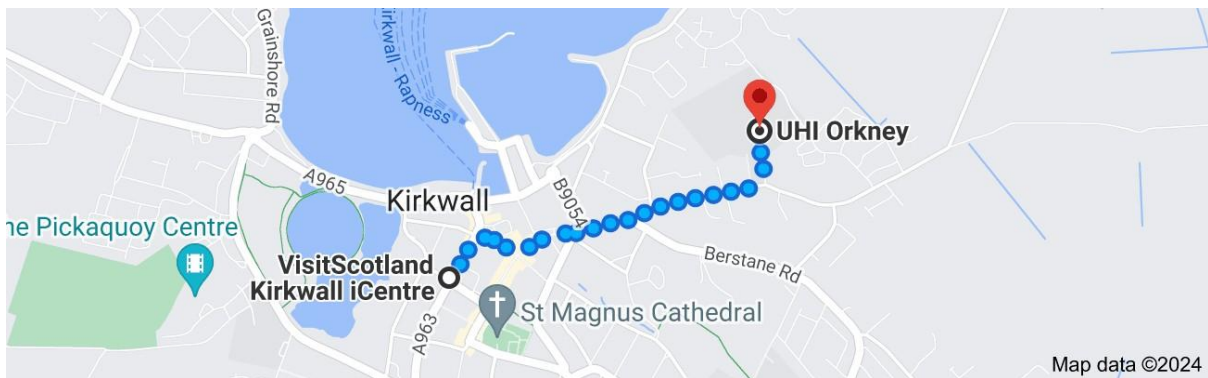 Grainshore Rd
Kirkwall - Rapness
UHI Orkney
A965
Kirkwall
B9054
ne Pickaquoy Centre
VisitScotland
Kirkwall iCentre
Berstane Rd
A963
St Magnus Cathedral
Map data ©2024